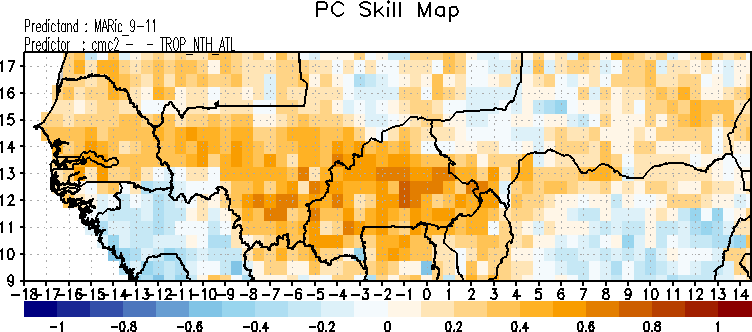 PC Skill Map
Predictand : MARic_9-11
Predictor : cmc2 - - TROP_NTH_ATL
17
16
15
14
13
12
11
10
9
-18 -17 -16 -15 -14 -13 -12 -11 -10 -9 -8 -7 -6 -5 -4 -3 -2 -1 0 1 2 3 4 5 6 7 8 9 10 11 12 13 14
-1 -0.8 -0.6 -0.4 -0.2 0 0.2 0.4 0.6 0.8 1